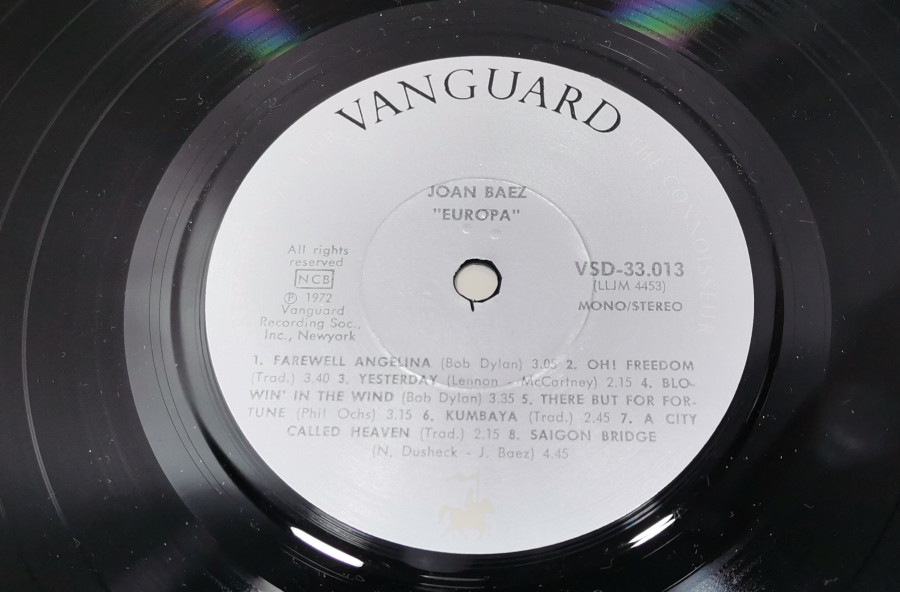 VANGUARD
THE CONNOISSEUR
JOAN BAEZ
"EUROPA"
All rights
reserved
NCB
Ⓟ 1972
Vanguard
Recording Soc.,
Inc., Newyork
VSD-33.013
(LLJM 4453)
MONO/STEREO
1. FAREWELL ANGELINA (Bob Dylan) 3.05 2. OH! FREEDOM
(Trad.) 3.40 3. YESTERDAY (Lennon - McCartney) 2.15 4. BLO-
WIN' IN THE WIND (Bob Dylan) 3.35 5. THERE BUT FOR FOR-
TUNE (Phil Ochs) 3.15 6. KUMBAYA (Trad.) 2.45 7. A CITY
CALLED HEAVEN (Trad.) 2.15 8. SAIGON BRIDGE
(N. Dusheck - J. Baez) 4.45